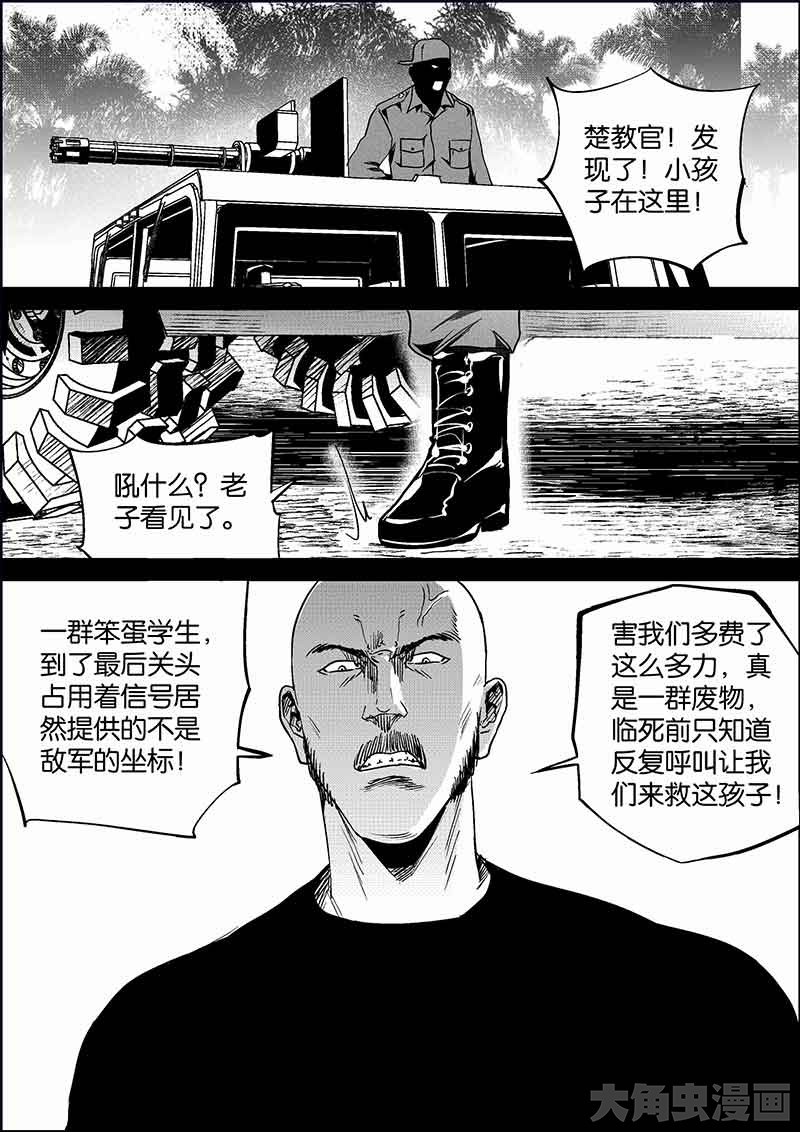 楚教官！发
现了！小孩
子在这里！
吼什么？老
子看见了。
一群笨蛋学生，
到了最后关头
占用着信号居
然提供的不是
敌军的坐标！
害我们多费了
这么多力，真
是一群废物，
临死前只知道
反复呼叫让我
们来救这孩子！
大角虫漫画